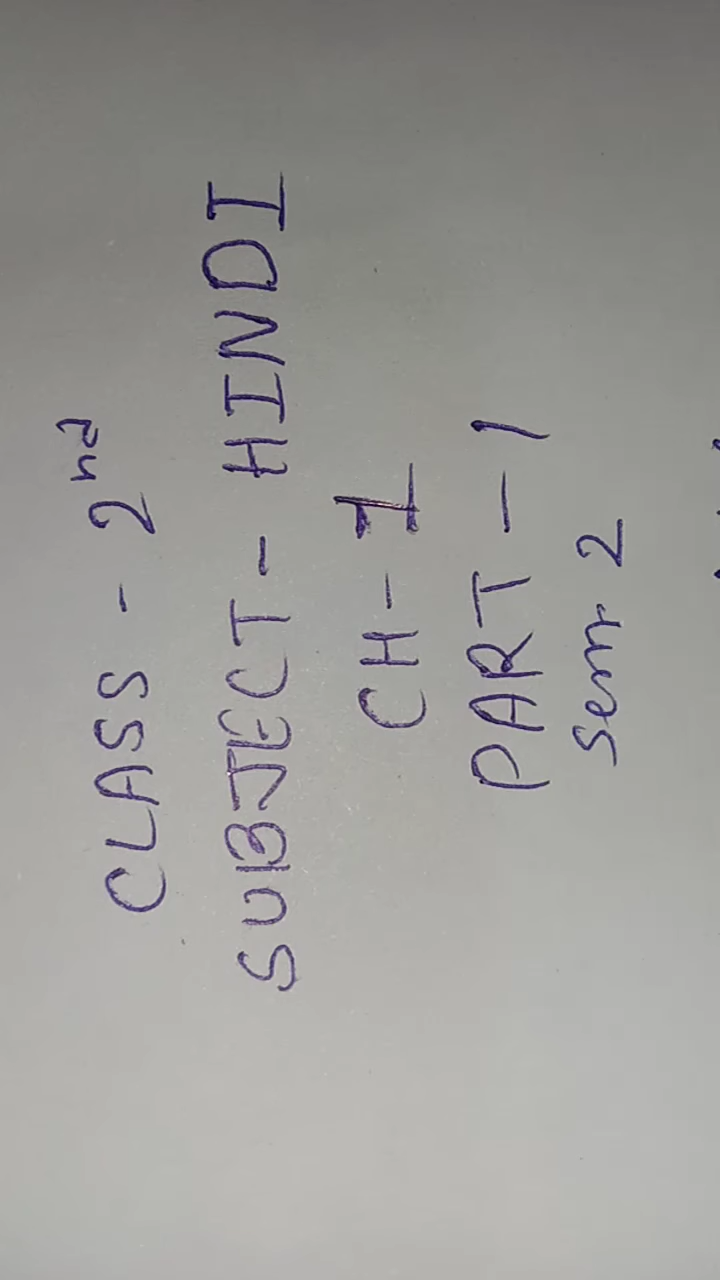 CLASS - 2nd
SUBJECT - HINDI
CH - 1
PART - 1
Sem 2